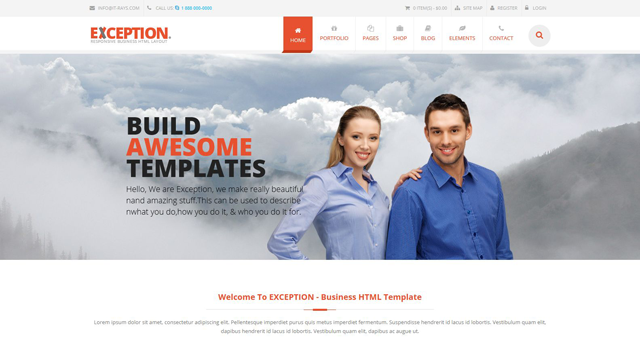 INFO@IT-RAYS.COM CALL US 1 888 000-0000 0 ITEM(S) - $0.00 SITE MAP REGISTER LOGIN
EXCEPTION.
RESPONSIVE BUSINESS HTML LAYOUT
HOME PORTFOLIO PAGES SHOP BLOG ELEMENTS CONTACT
BUILD
AWESOME
TEMPLATES
Hello, We are Exception, we make really beautiful
nand amazing stuff.This can be used to describe
nwhat you do,how you do it, & who you do it for.
Welcome To EXCEPTION - Business HTML Template
Lorem ipsum dolor sit amet, consectetur adipiscing elit. Pellentesque imperdiet purus quis metus imperdiet fermentum. Suspendisse hendrerit id lacus id lobortis. Vestibulum quam elit,
dapibus hendrerit id lacus id lobortis. Vestibulum quam elit, dapibus ac augue ut.